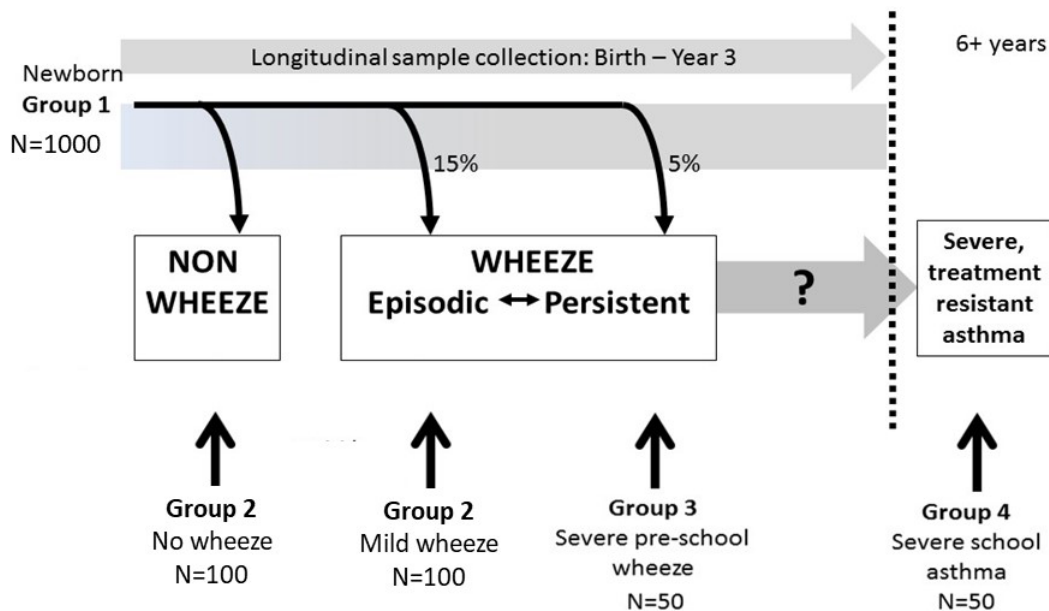 Longitudinal sample collection: Birth – Year 3
6+ years
Newborn
Group 1
N=1000
15%
5%
NON
WHEEZE
WHEEZE
Episodic ↔ Persistent
?
Severe,
treatment
resistant
asthma
Group 2
No wheeze
N=100
Group 2
Mild wheeze
N=100
Group 3
Severe pre-school
wheeze
N=50
Group 4
Severe school
asthma
N=50